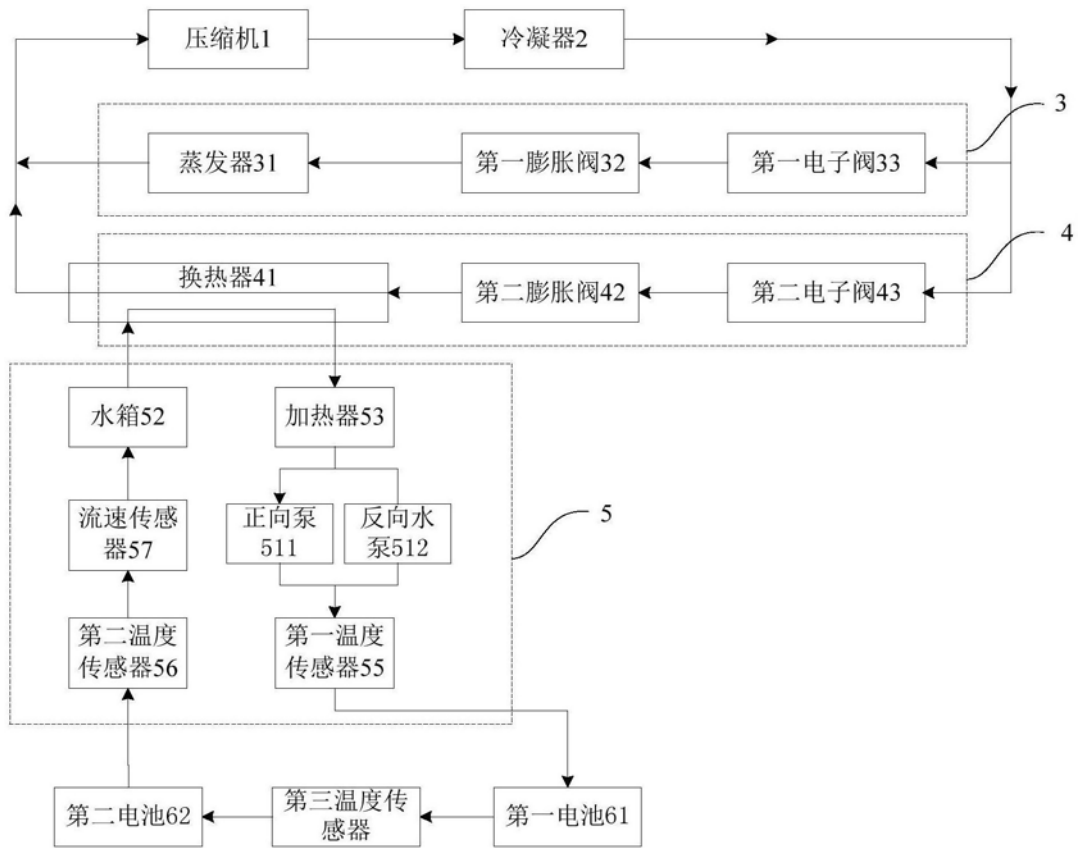 压缩机1
冷凝器2
3
蒸发器31
第一膨胀阀32
第一电子阀33
4
换热器41
第二膨胀阀42
第二电子阀43
水箱52
加热器53
流速传感
器57
正向泵
511
反向水
泵512
5
第二温度
传感器56
第一温度
传感器55
第二电池62
第三温度传
感器
第一电池61